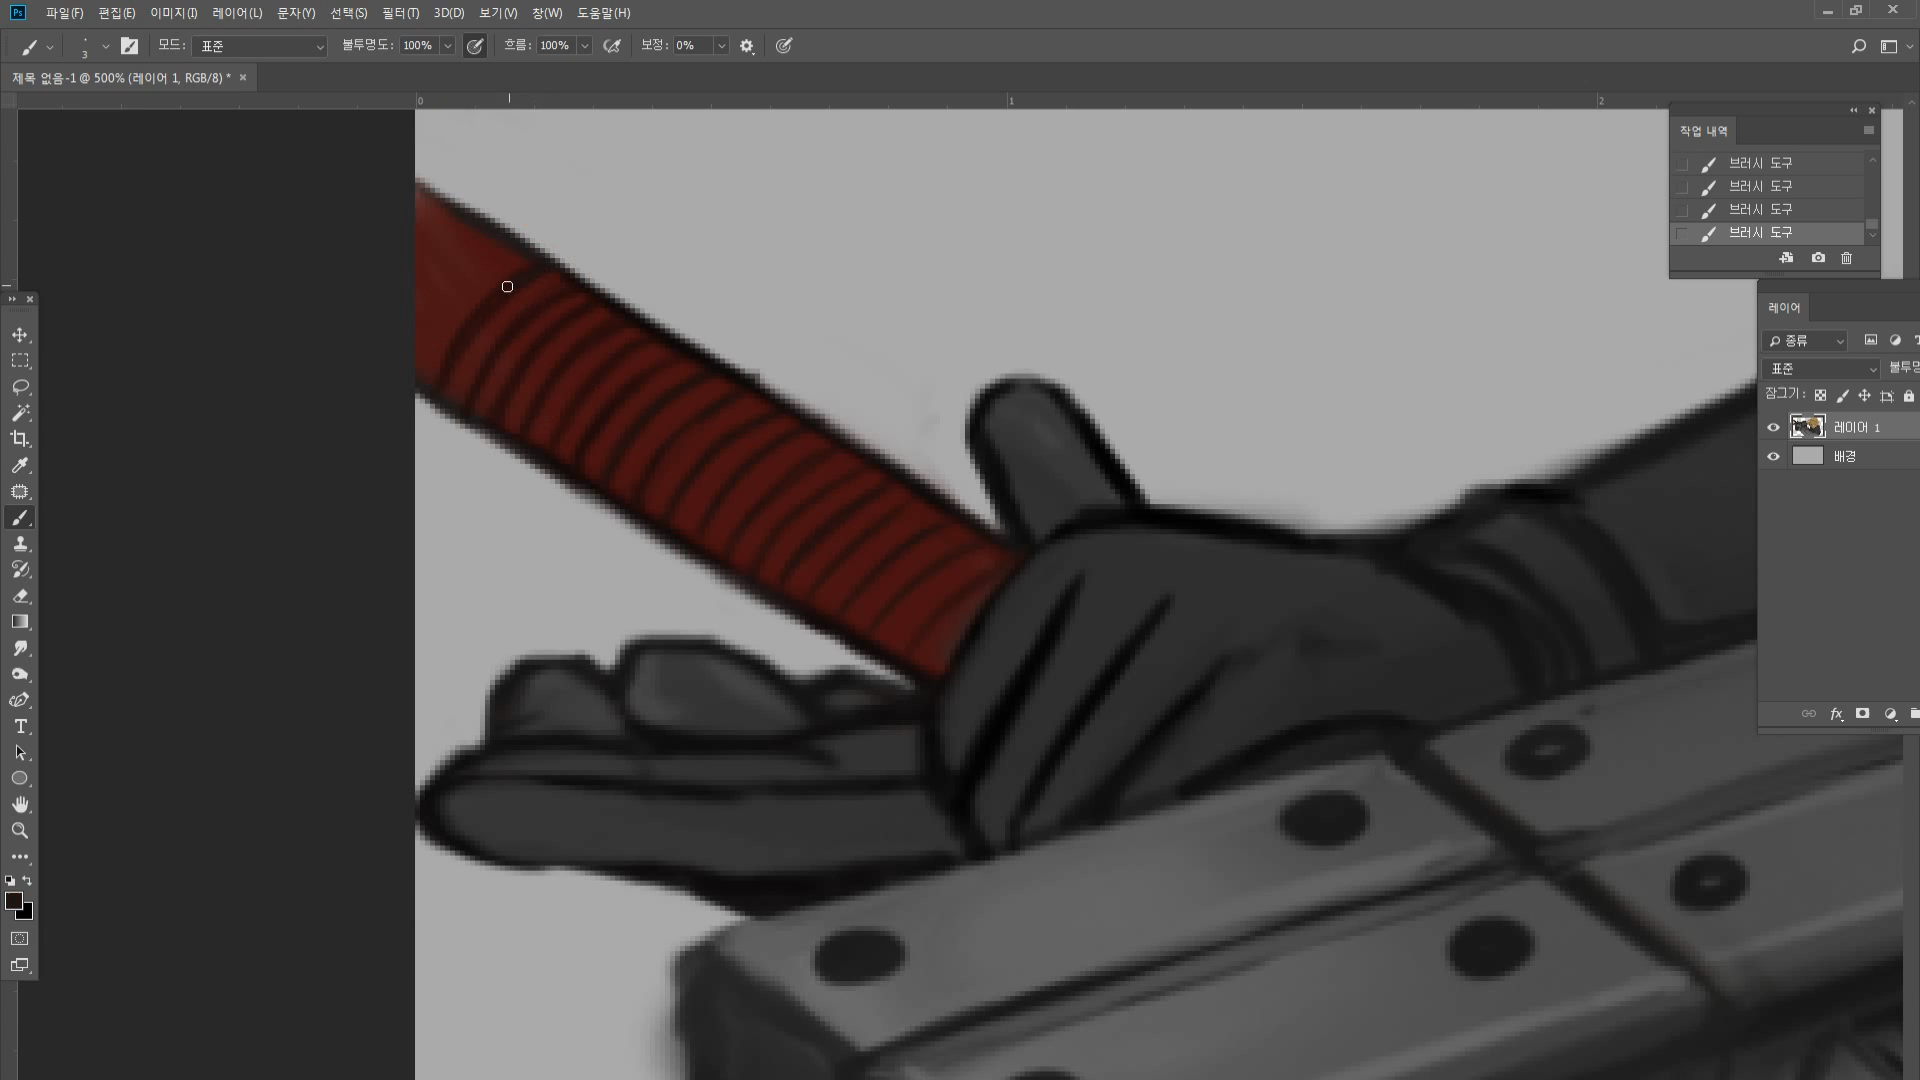 Ps 파일(F) 편집(E) 이미지(I) 레이어(L) 문자(Y) 선택(S) 필터(T) 3D(D) 보기(V) 창(W) 도움말(H)
3 모드: 표준 불투명도: 100% 흐름: 100% 보정: 0%
제목 없음-1 @ 500% (레이어 1, RGB/8) *
0 1 2
작업 내역
브러시 도구
브러시 도구
브러시 도구
브러시 도구
레이어
종류
표준 불투명
잠그기:
레이어 1
배경
fx